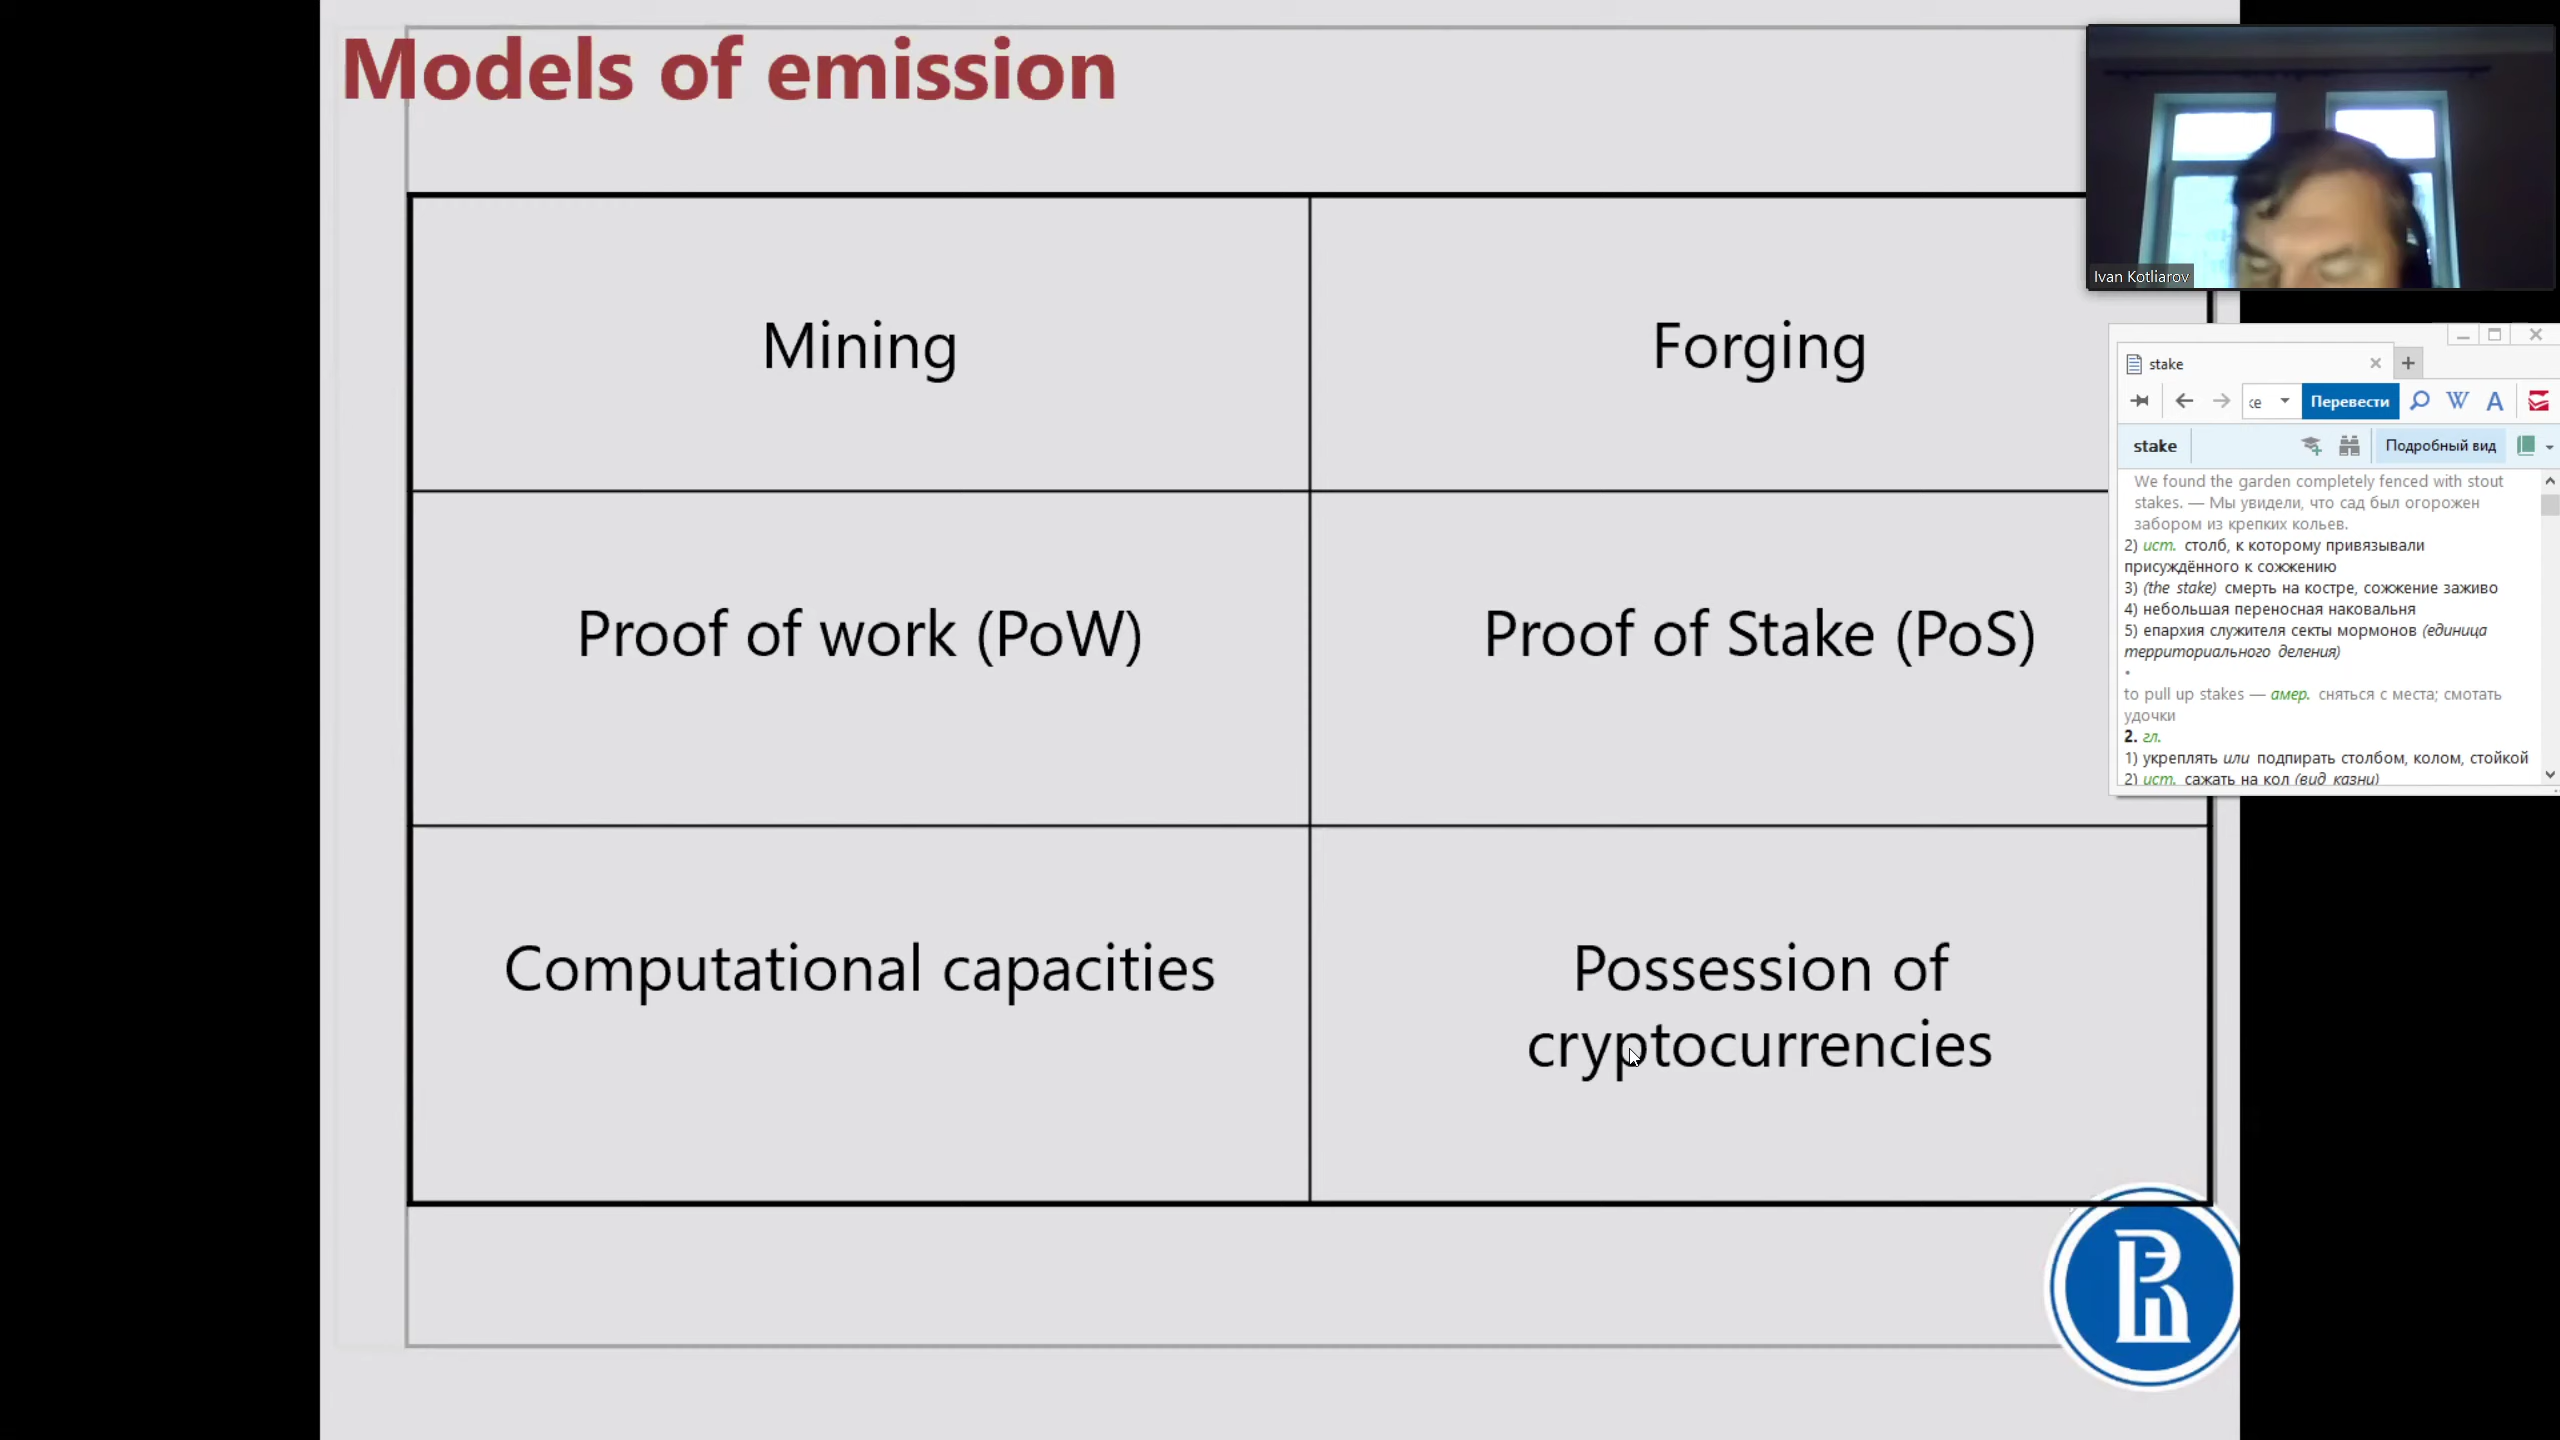 Models of emission
Mining
Forging
Proof of work (PoW)
Proof of Stake (PoS)
Computational capacities
Possession of
cryptocurrencies
Ivan Kotliarov
stake
Перевести
W A
stake
Подробный вид
We found the garden completely fenced with stout
stakes. — Мы увидели, что сад был огорожен
забором из крепких кольев.
2) ист. столб, к которому привязывали
присуждённого к сожжению
3) (the stake) смерть на костре, сожжение заживо
4) небольшая переносная наковальня
5) епархия служителя секты мормонов (единица
территориального деления)
•
to pull up stakes — амер. сняться с места; смотать
удочки
2. гл.
1) укреплять или подпирать столбом, колом, стойкой
2) ист. сажать на кол (вид казни)